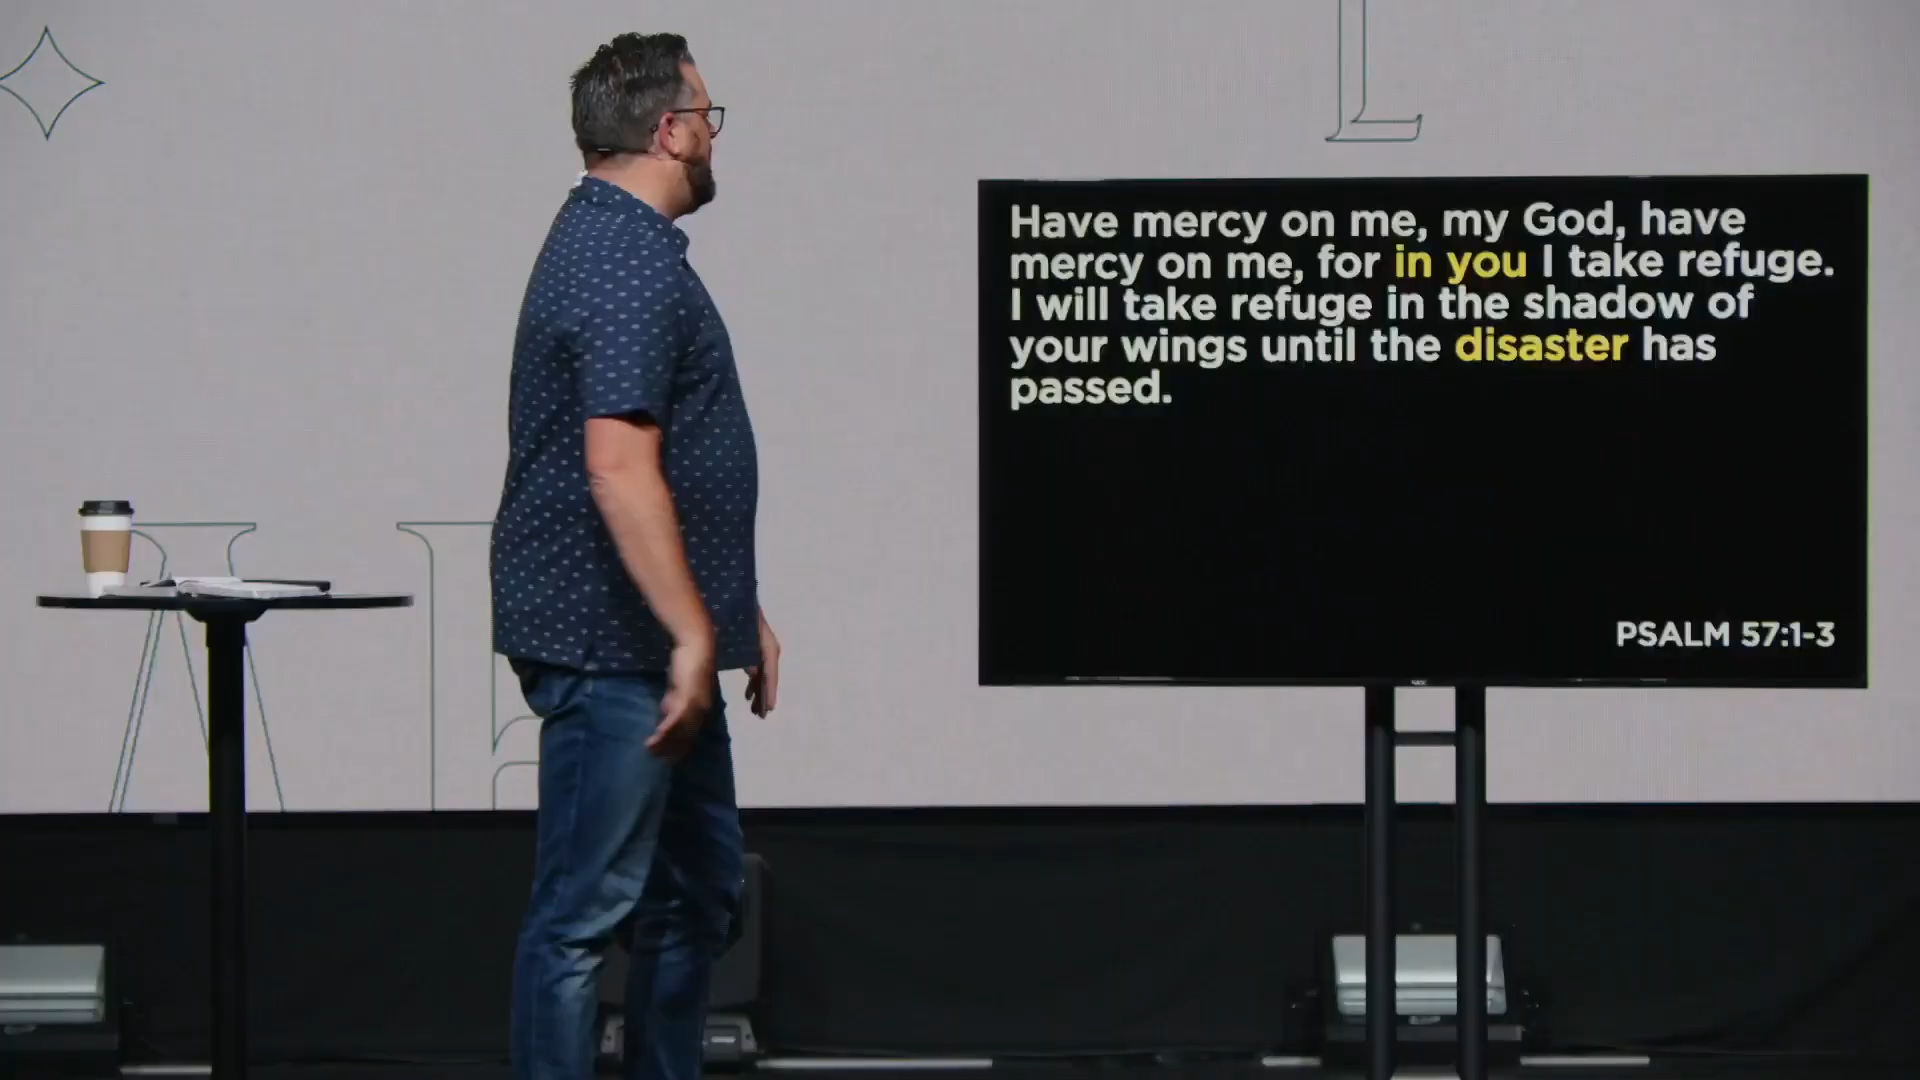 Have mercy on me, my God, have
mercy on me, for in you I take refuge.
I will take refuge in the shadow of
your wings until the disaster has
passed.
PSALM 57:1-3